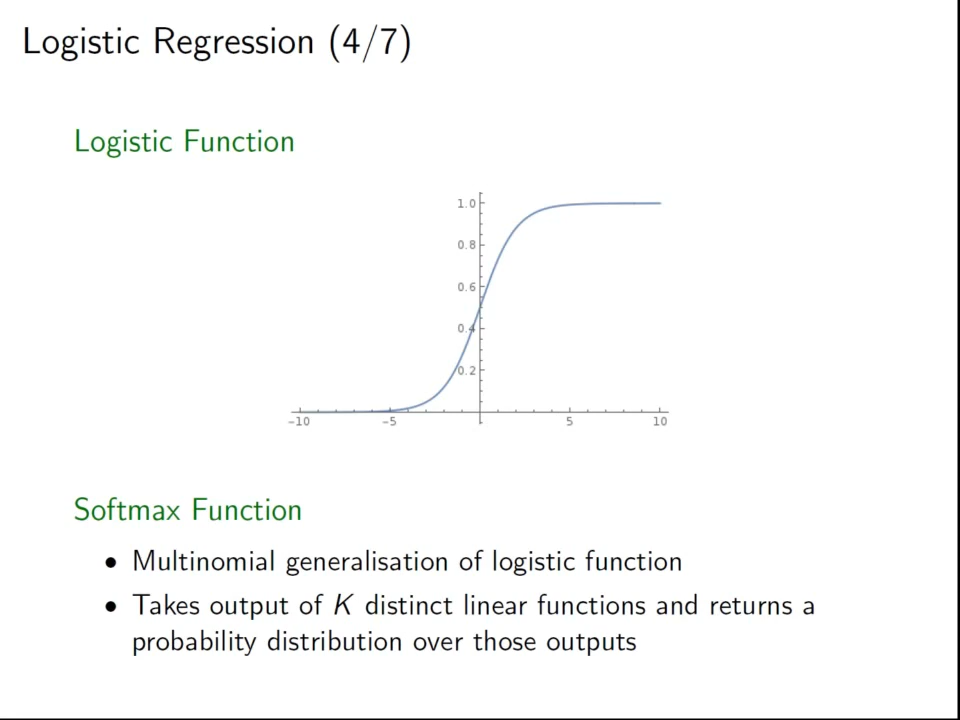 Logistic Regression (4/7)
Logistic Function
1.0
0.8
0.6
0.4
0.2
−10
−5
5
10
Softmax Function
• Multinomial generalisation of logistic function
• Takes output of K distinct linear functions and returns a
probability distribution over those outputs